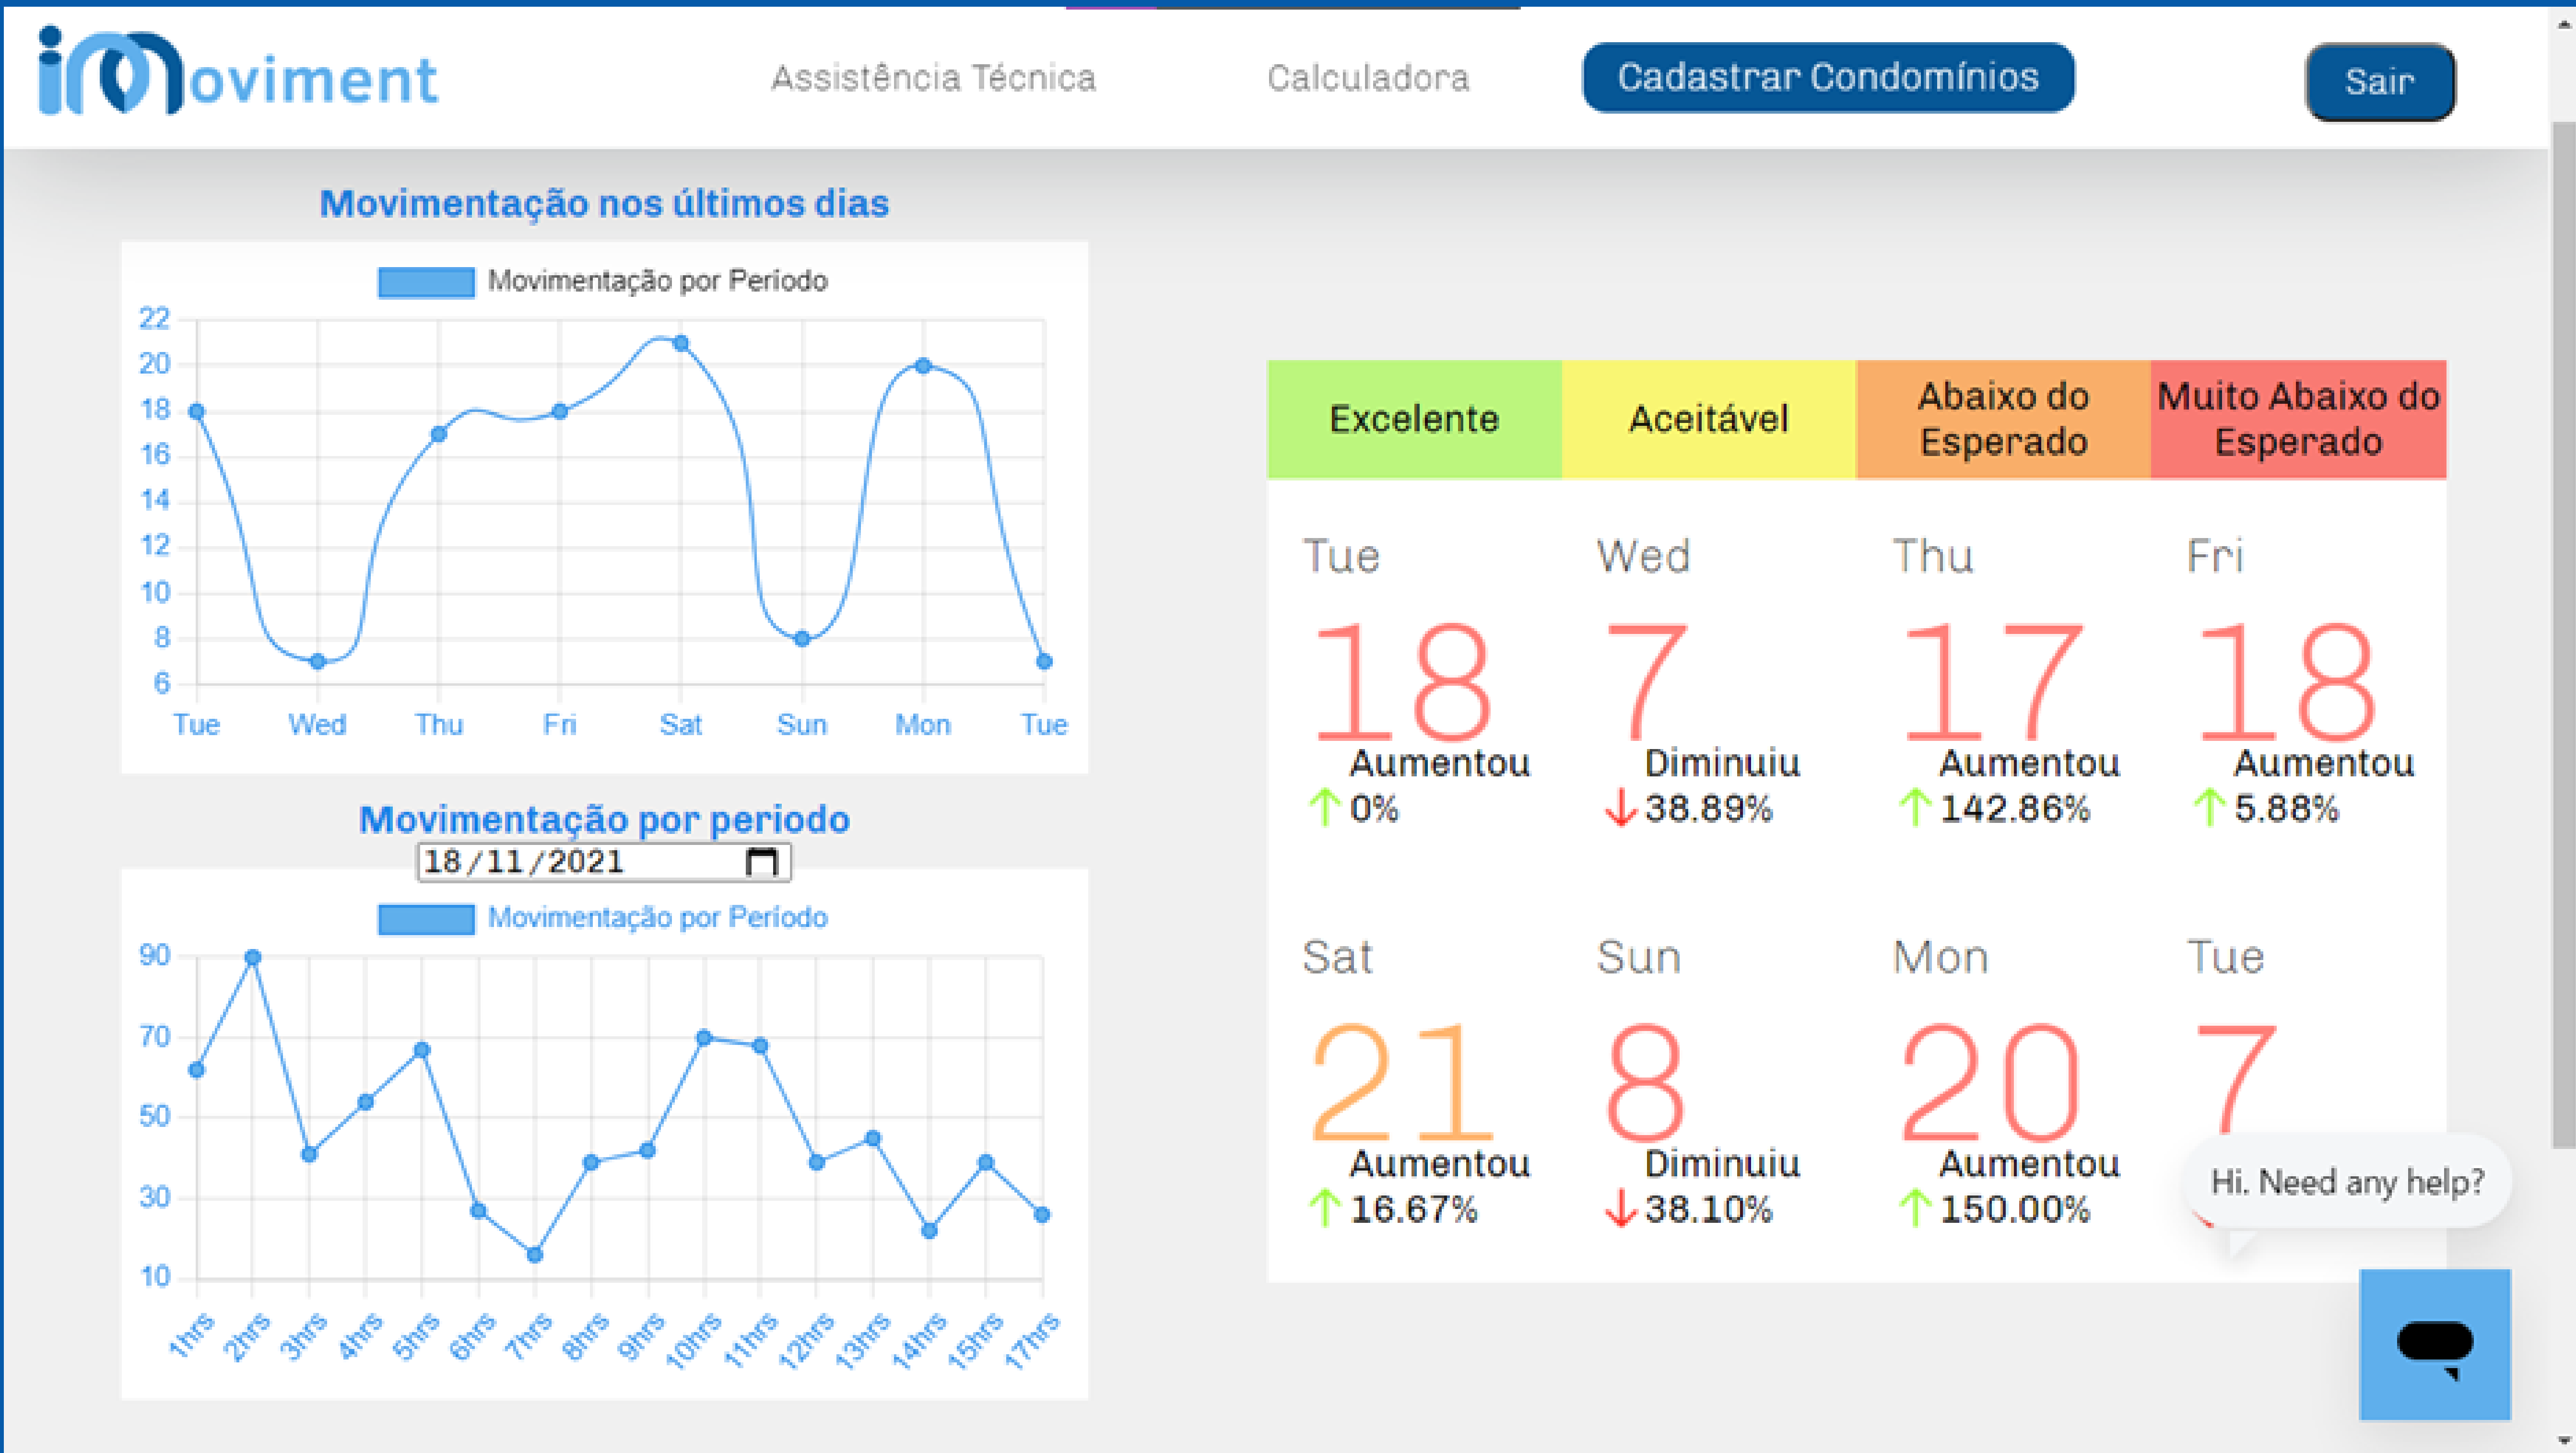 iMoviment
Assistência Técnica
Calculadora
Cadastrar Condomínios
Sair
Movimentação nos últimos dias
Movimentação por Período
22
20
18
16
14
12
10
8
6
Tue Wed Thu Fri Sat Sun Mon Tue
Movimentação por periodo
18/11/2021
Movimentação por Período
90
70
50
30
10
1hrs 2hrs 3hrs 4hrs 5hrs 6hrs 7hrs 8hrs 9hrs 10hrs 11hrs 12hrs 13hrs 14hrs 15hrs 17hrs
Excelente
Aceitável
Abaixo do
Esperado
Muito Abaixo do
Esperado
Tue Wed Thu Fri
18 7 17 18
Aumentou Diminuiu Aumentou Aumentou
0% 38.89% 142.86% 5.88%
Sat Sun Mon Tue
21 8 20 7
Aumentou Diminuiu Aumentou
16.67% 38.10% 150.00%
Hi. Need any help?